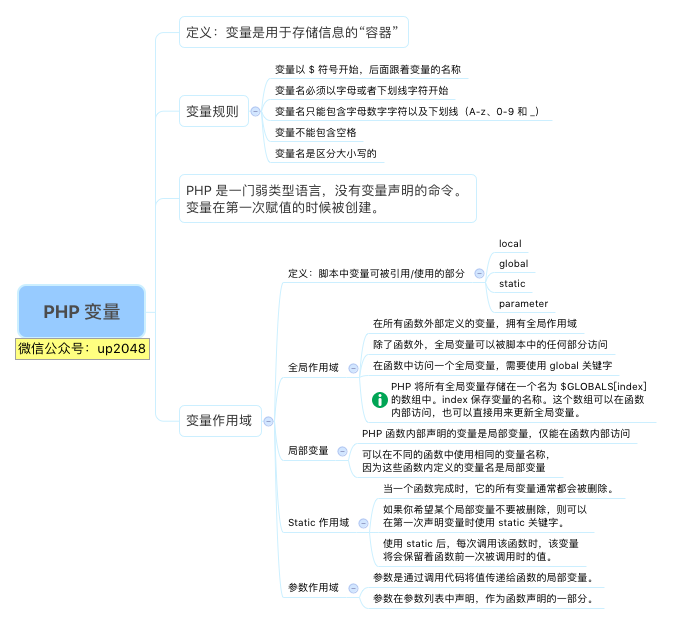 定义：变量是用于存储信息的“容器”
变量规则
变量以 $ 符号开始，后面跟着变量的名称
变量名必须以字母或者下划线字符开始
变量名只能包含字母数字字符以及下划线（A-z、0-9 和 _）
变量不能包含空格
变量名是区分大小写的
PHP 是一门弱类型语言，没有变量声明的命令。
变量在第一次赋值的时候被创建。
PHP 变量
微信公众号：up2048
变量作用域
定义：脚本中变量可被引用/使用的部分
local
global
static
parameter
全局作用域
在所有函数外部定义的变量，拥有全局作用域
除了函数外，全局变量可以被脚本中的任何部分访问
在函数中访问一个全局变量，需要使用 global 关键字
PHP 将所有全局变量存储在一个名为 $GLOBALS[index]
的数组中。index 保存变量的名称。这个数组可以在函数
内部访问，也可以直接用来更新全局变量。
局部变量
PHP 函数内部声明的变量是局部变量，仅能在函数内部访问
可以在不同的函数中使用相同的变量名称，
因为这些函数内定义的变量名是局部变量
Static 作用域
当一个函数完成时，它的所有变量通常都会被删除。
如果你希望某个局部变量不要被删除，则可以
在第一次声明变量时使用 static 关键字。
使用 static 后，每次调用该函数时，该变量
将会保留着函数前一次被调用时的值。
参数作用域
参数是通过调用代码将值传递给函数的局部变量。
参数在参数列表中声明，作为函数声明的一部分。